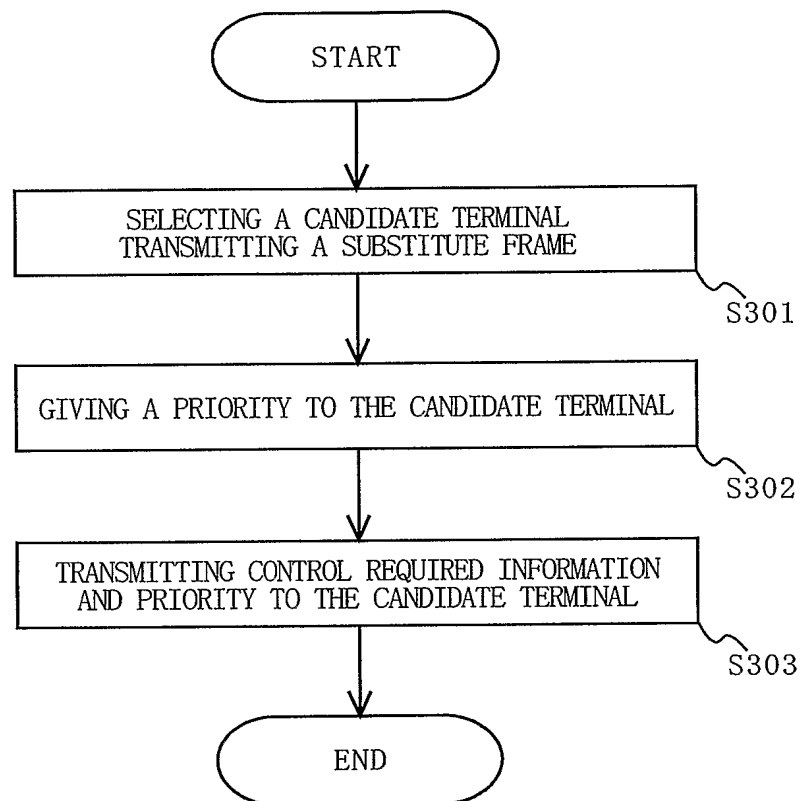 START
SELECTING A CANDIDATE TERMINAL
TRANSMITTING A SUBSTITUTE FRAME
S301
GIVING A PRIORITY TO THE CANDIDATE TERMINAL
S302
TRANSMITTING CONTROL REQUIRED INFORMATION
AND PRIORITY TO THE CANDIDATE TERMINAL
S303
END